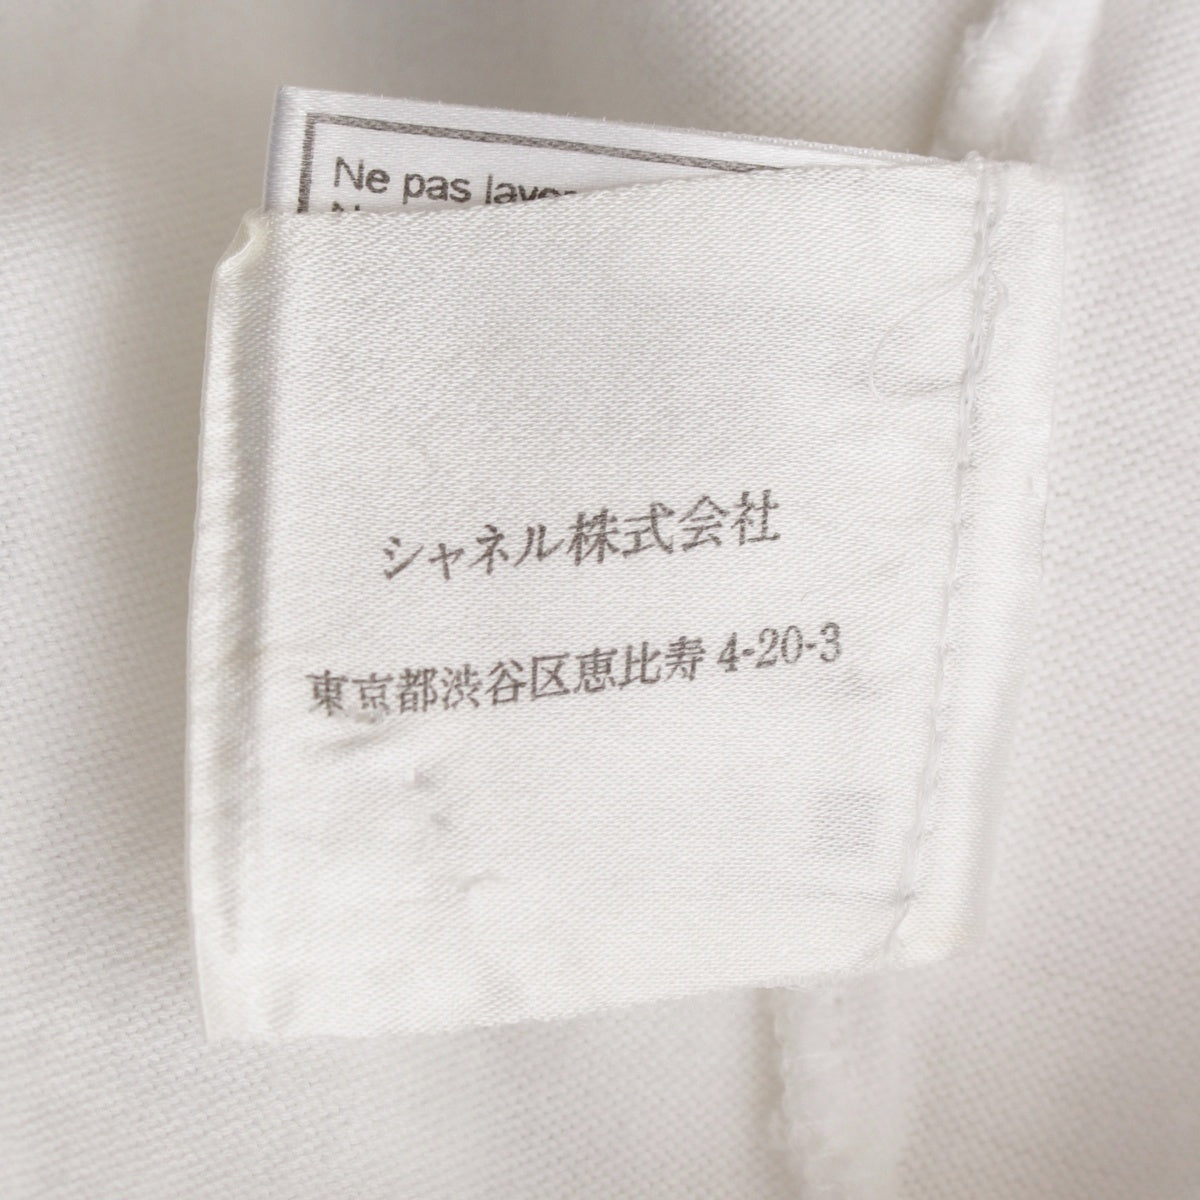 Ne pas laver
シャネル株式会社
東京都渋谷区恵比寿 4-20-3